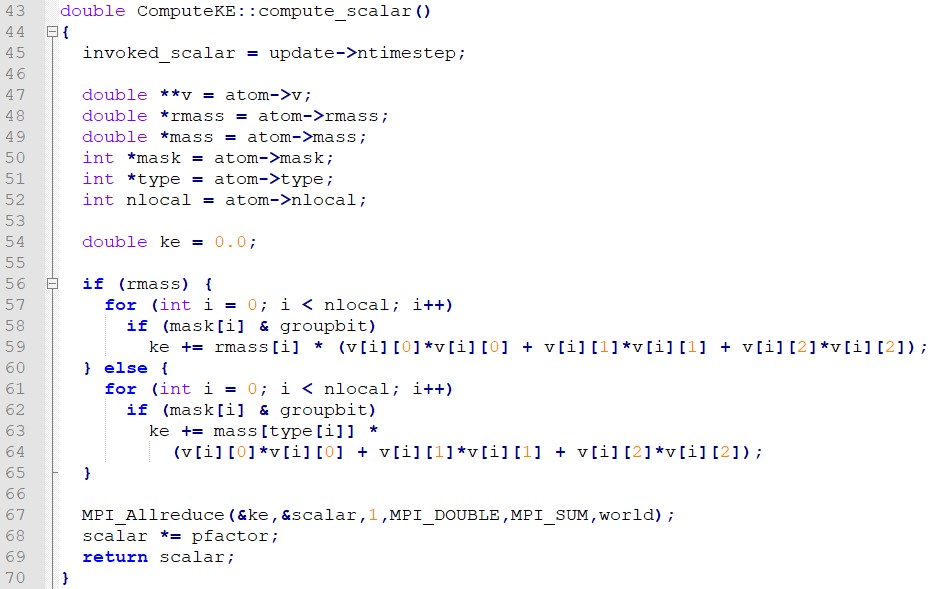 43 double ComputeKE::compute_scalar()
44 {
45 invoked_scalar = update->ntimestep;
46
47 double **v = atom->v;
48 double *rmass = atom->rmass;
49 double *mass = atom->mass;
50 int *mask = atom->mask;
51 int *type = atom->type;
52 int nlocal = atom->nlocal;
53
54 double ke = 0.0;
55
56 if (rmass) {
57 for (int i = 0; i < nlocal; i++)
58 if (mask[i] & groupbit)
59 ke += rmass[i] * (v[i][0]*v[i][0] + v[i][1]*v[i][1] + v[i][2]*v[i][2]);
60 } else {
61 for (int i = 0; i < nlocal; i++)
62 if (mask[i] & groupbit)
63 ke += mass[type[i]] *
64 (v[i][0]*v[i][0] + v[i][1]*v[i][1] + v[i][2]*v[i][2]);
65 }
66
67 MPI_Allreduce(&ke,&scalar,1,MPI_DOUBLE,MPI_SUM,world);
68 scalar *= pfactor;
69 return scalar;
70 }